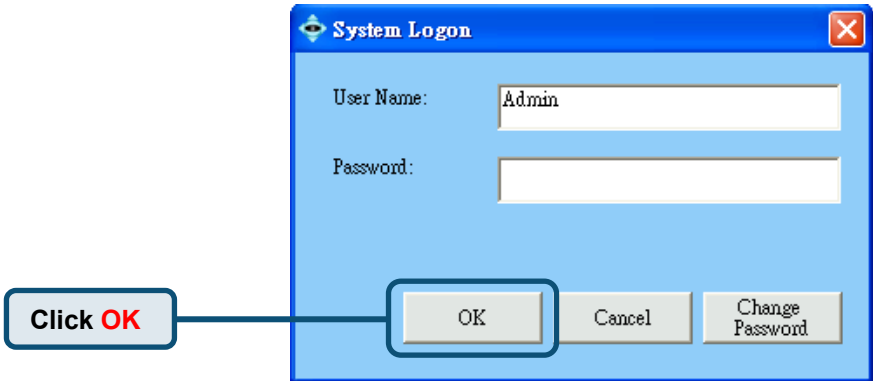 System Logon
User Name:
Admin
Password:
Click OK
OK
Cancel
Change
Password